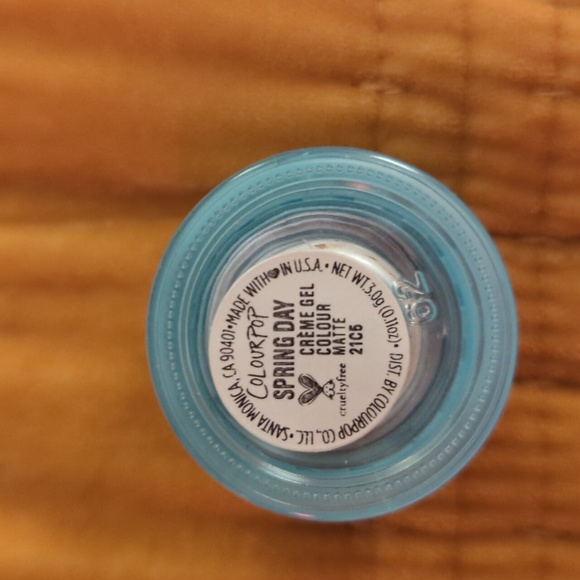 COLOURPOP
SPRING DAY
CRÈME GEL
COLOUR
MATTE
21C6
crueltyfree
MADE WITH IN U.S.A. • NET WT. 3.0g (0.11oz) • DIST. BY COLOURPOP CO., LLC • SANTA MONICA, CA 90401 •